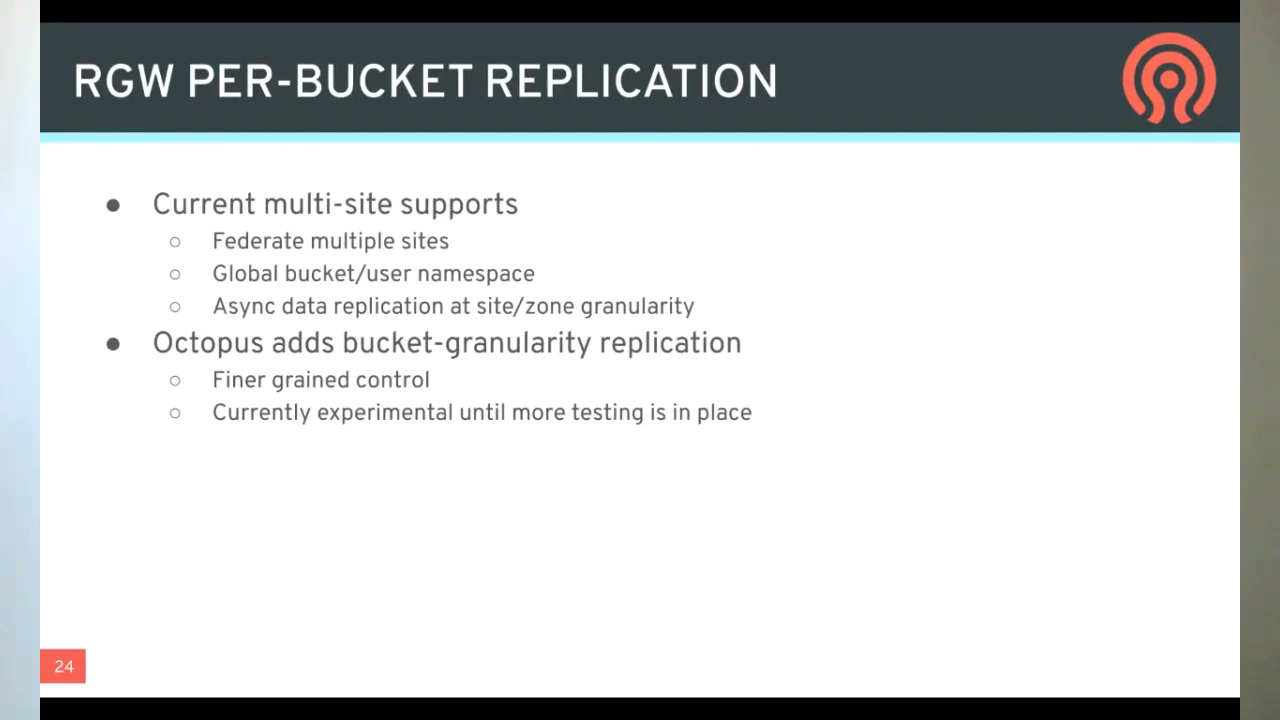 RGW PER-BUCKET REPLICATION
● Current multi-site supports
○ Federate multiple sites
○ Global bucket/user namespace
○ Async data replication at site/zone granularity
● Octopus adds bucket-granularity replication
○ Finer grained control
○ Currently experimental until more testing is in place
24